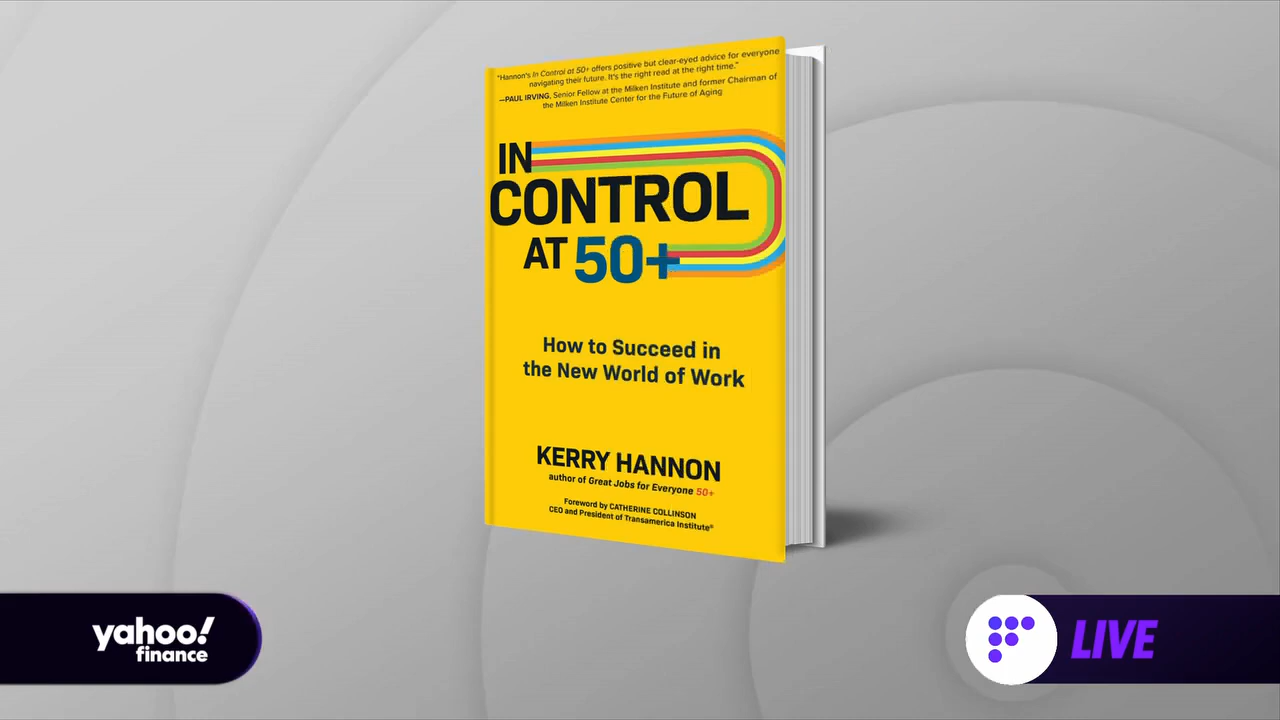 "Hannon's In Control at 50+ offers positive but clear-eyed advice for everyone
navigating their future. It's the right read at the right time."
—PAUL IRVING, Senior Fellow at the Milken Institute and former Chairman of
the Milken Institute Center for the Future of Aging
IN
CONTROL
AT 50+
How to Succeed in
the New World of Work
KERRY HANNON
author of Great Jobs for Everyone 50+
Foreword by CATHERINE COLLINSON
CEO and President of Transamerica Institute®
yahoo!
finance
LIVE